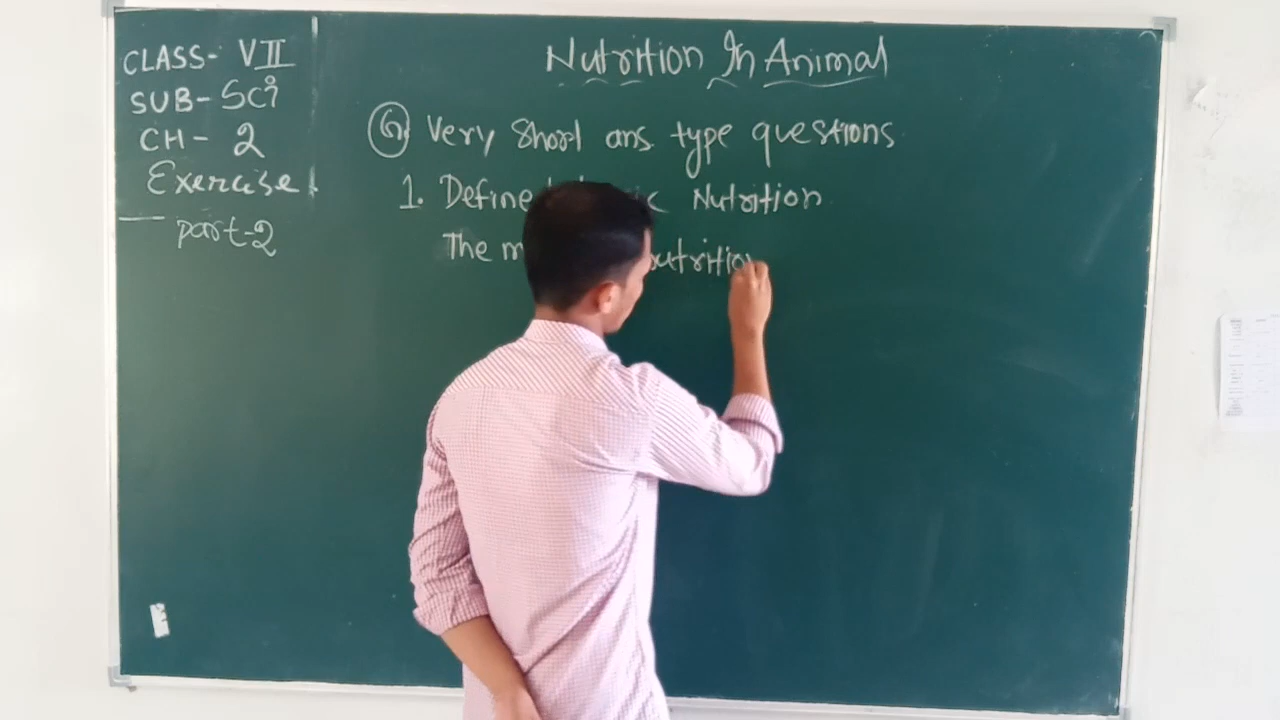 CLASS- VII
SUB- Sci
CH- 2
Exercise
part-2
Nutrition In Animal
Very Short ans. type questions
1. Define Nutrition
The nutrition